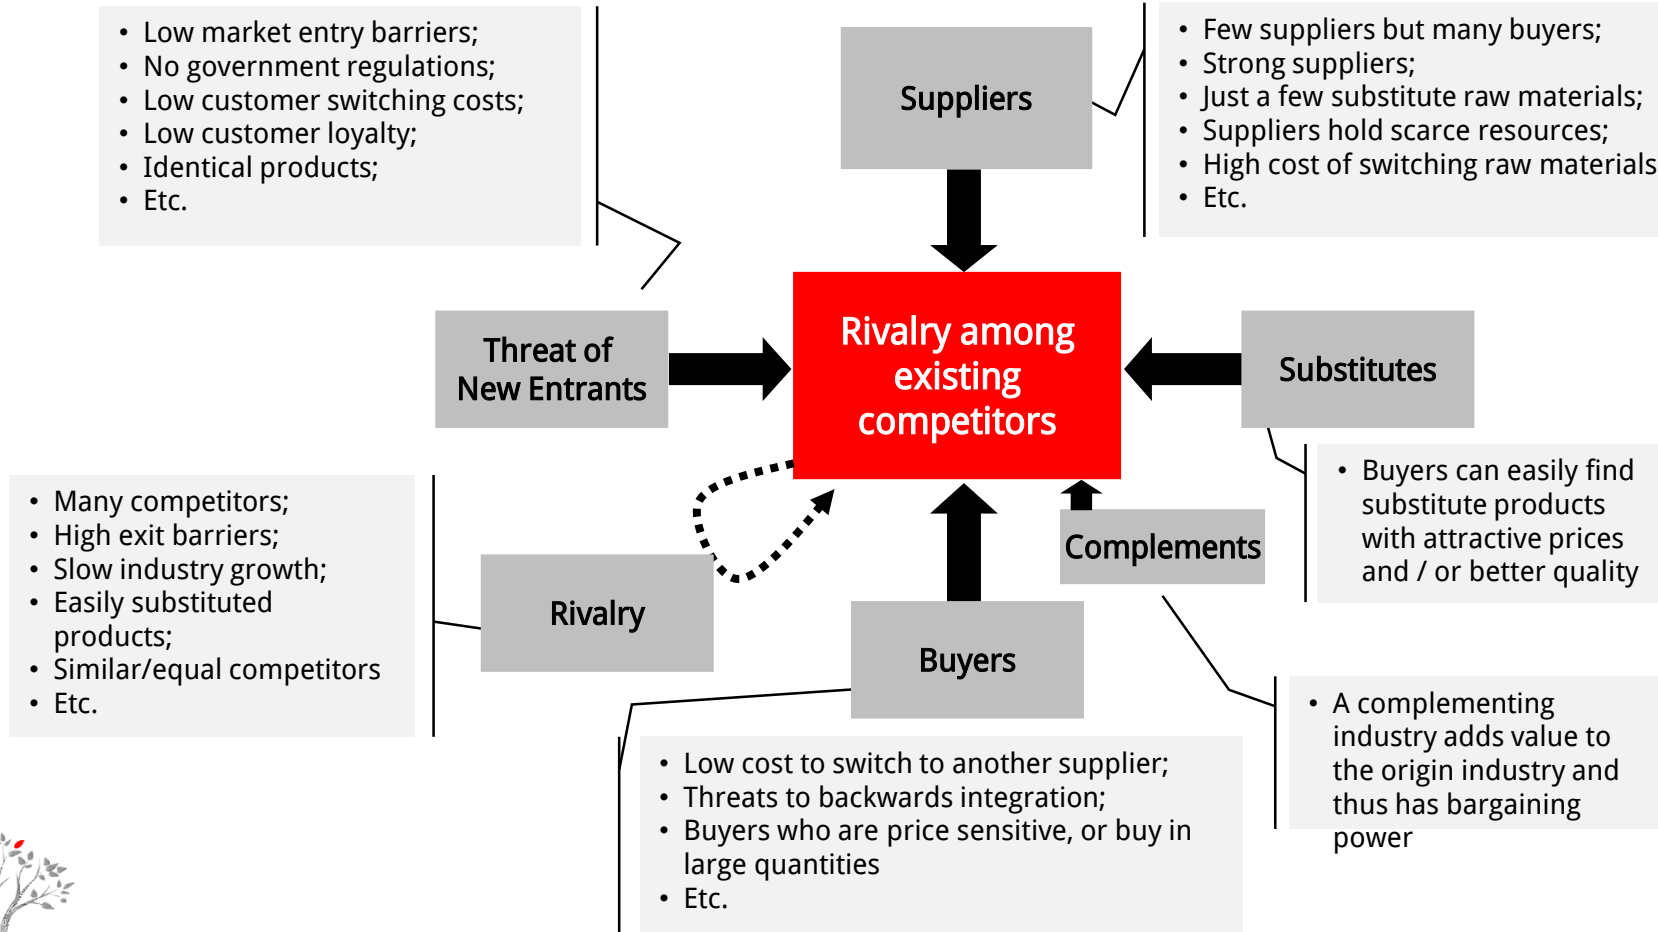 • Low market entry barriers;
• No government regulations;
• Low customer switching costs;
• Low customer loyalty;
• Identical products;
• Etc.
Suppliers
• Few suppliers but many buyers;
• Strong suppliers;
• Just a few substitute raw materials;
• Suppliers hold scarce resources;
• High cost of switching raw materials
• Etc.
Threat of
New Entrants
Rivalry among
existing
competitors
Substitutes
• Buyers can easily find
substitute products
with attractive prices
and / or better quality
• Many competitors;
• High exit barriers;
• Slow industry growth;
• Easily substituted
products;
• Similar/equal competitors
• Etc.
Rivalry
Complements
Buyers
• A complementing
industry adds value to
the origin industry and
thus has bargaining
power
• Low cost to switch to another supplier;
• Threats to backwards integration;
• Buyers who are price sensitive, or buy in
large quantities
• Etc.